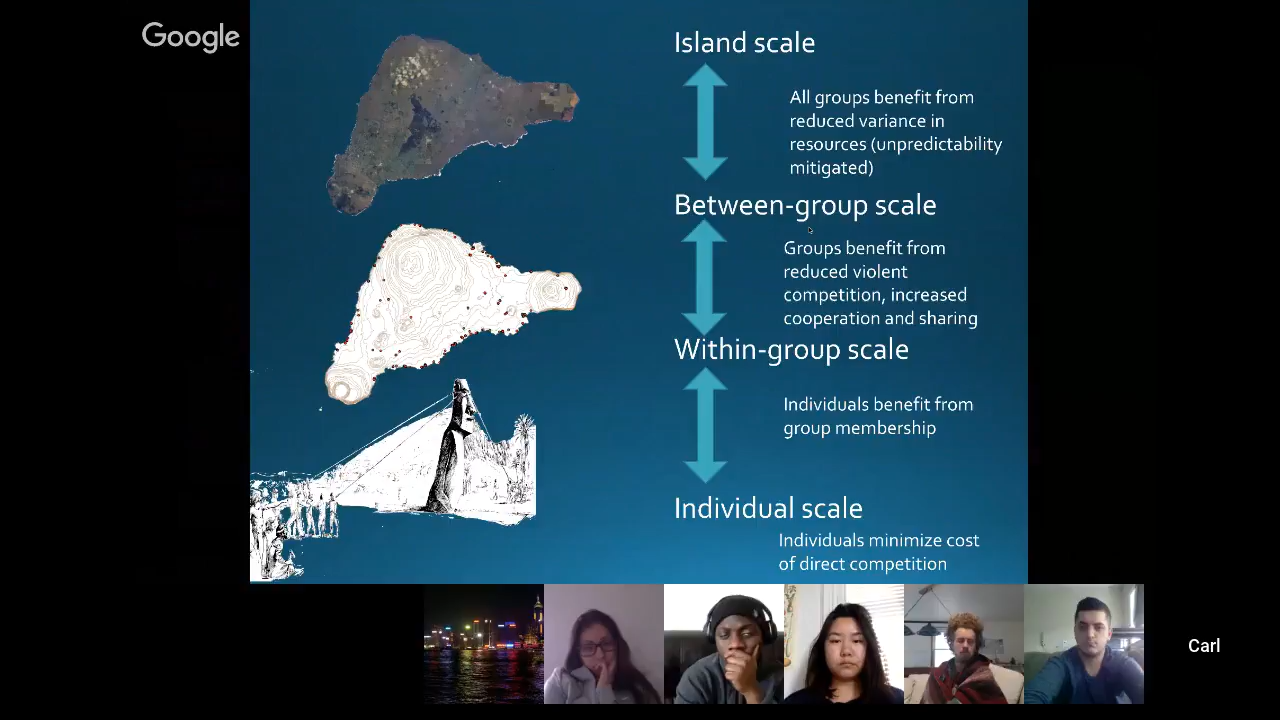 Google
Island scale
All groups benefit from
reduced variance in
resources (unpredictability
mitigated)
Between-group scale
Groups benefit from
reduced violent
competition, increased
cooperation and sharing
Within-group scale
Individuals benefit from
group membership
Individual scale
Individuals minimize cost
of direct competition
Carl